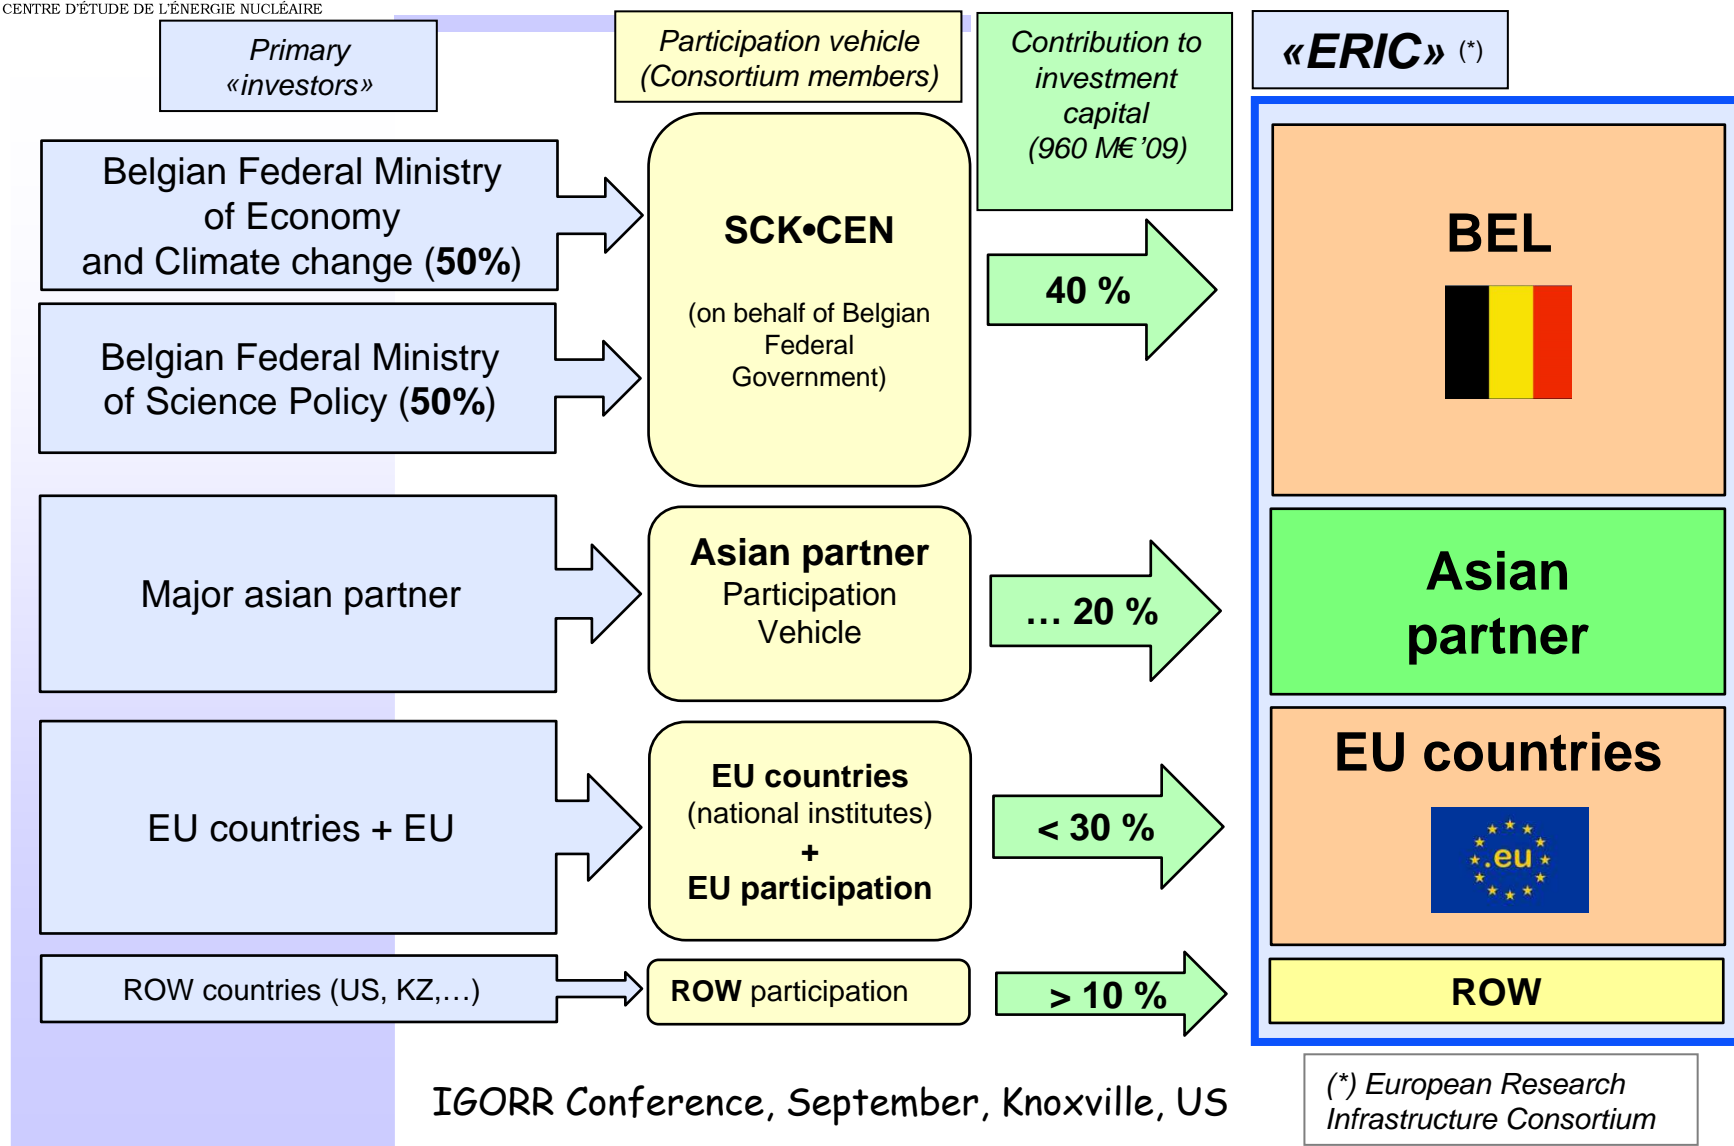 CENTRE D'ÉTUDE DE L'ÉNERGIE NUCLÉAIRE
Primary
«investors»
Participation vehicle
(Consortium members)
Contribution to
investment
capital
(960 M€ '09)
«ERIC» (*)
Belgian Federal Ministry
of Economy
and Climate change (50%)
Belgian Federal Ministry
of Science Policy (50%)
SCK•CEN
(on behalf of Belgian
Federal
Government)
40 %
BEL
Major asian partner
Asian partner
Participation
Vehicle
... 20 %
Asian
partner
EU countries + EU
EU countries
(national institutes)
+
EU participation
< 30 %
EU countries
.eu
ROW countries (US, KZ,...)
ROW participation
> 10 %
ROW
IGORR Conference, September, Knoxville, US
(*) European Research
Infrastructure Consortium